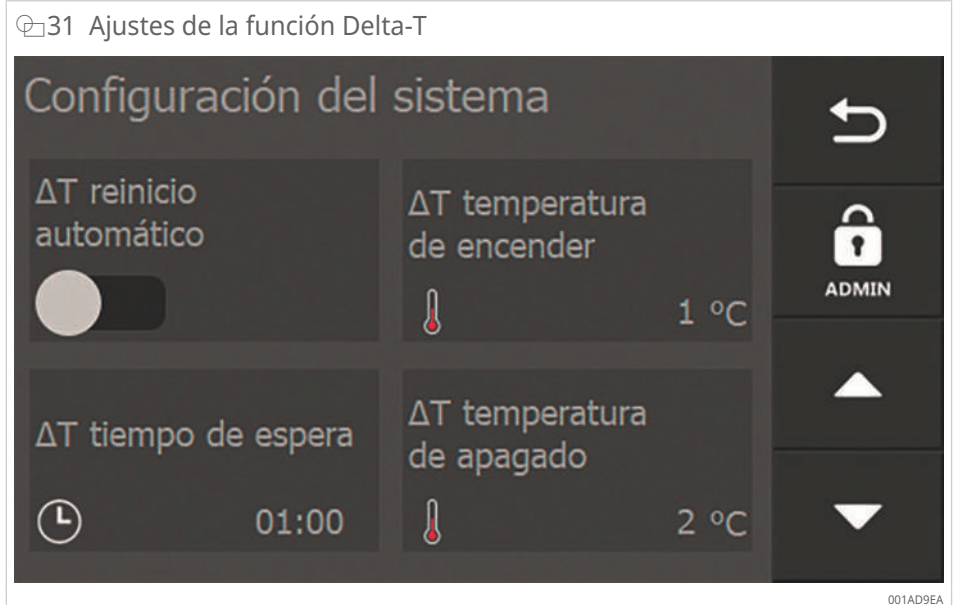 31 Ajustes de la función Delta-T
Configuración del sistema
ΔT reinicio
automático
ΔT temperatura
de encender
1 ºC
ADMIN
ΔT tiempo de espera
01:00
ΔT temperatura
de apagado
2 ºC
001AD9EA